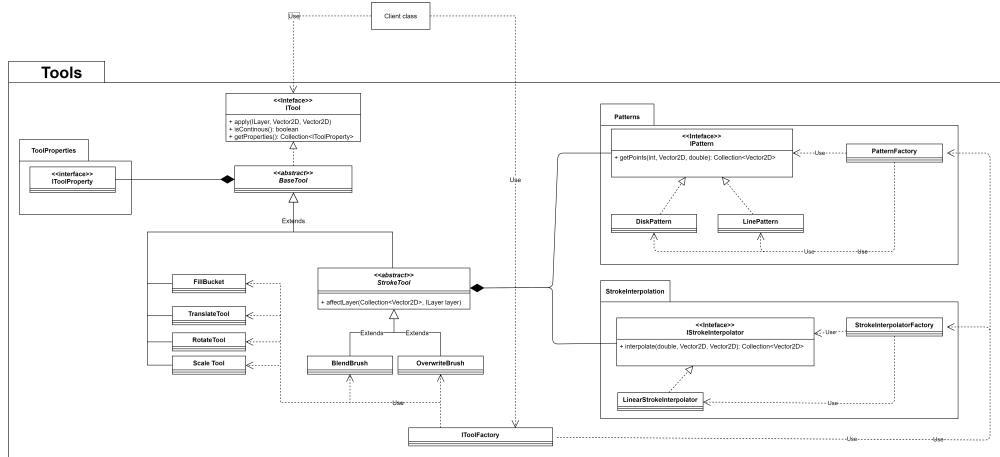 Client class
Use
Tools
<<Inteface>>
ITool
+ apply(ILayer, Vector2D, Vector2D)
+ isContinous(): boolean
+ getProperties(): Collection<IToolProperty>
ToolProperties
<<interface>>
IToolProperty
<<abstract>>
BaseTool
Extends
Use
Patterns
<<Inteface>>
IPattern
+ getPoints(int, Vector2D, double): Collection<Vector2D>
Use
PatternFactory
DiskPattern
LinePattern
Use
Use
FillBucket
TranslateTool
RotateTool
Scale Tool
<<abstract>>
StrokeTool
+ affectLayer(Collection<Vector2D>, ILayer layer)
Extends
Extends
BlendBrush
OverwriteBrush
Use
StrokeInterpolation
<<Inteface>>
IStrokeInterpolator
+ interpolate(double, Vector2D, Vector2D): Collection<Vector2D>
Use
StrokeInterpolatorFactory
LinearStrokeInterpolator
Use
IToolFactory
Use
Use